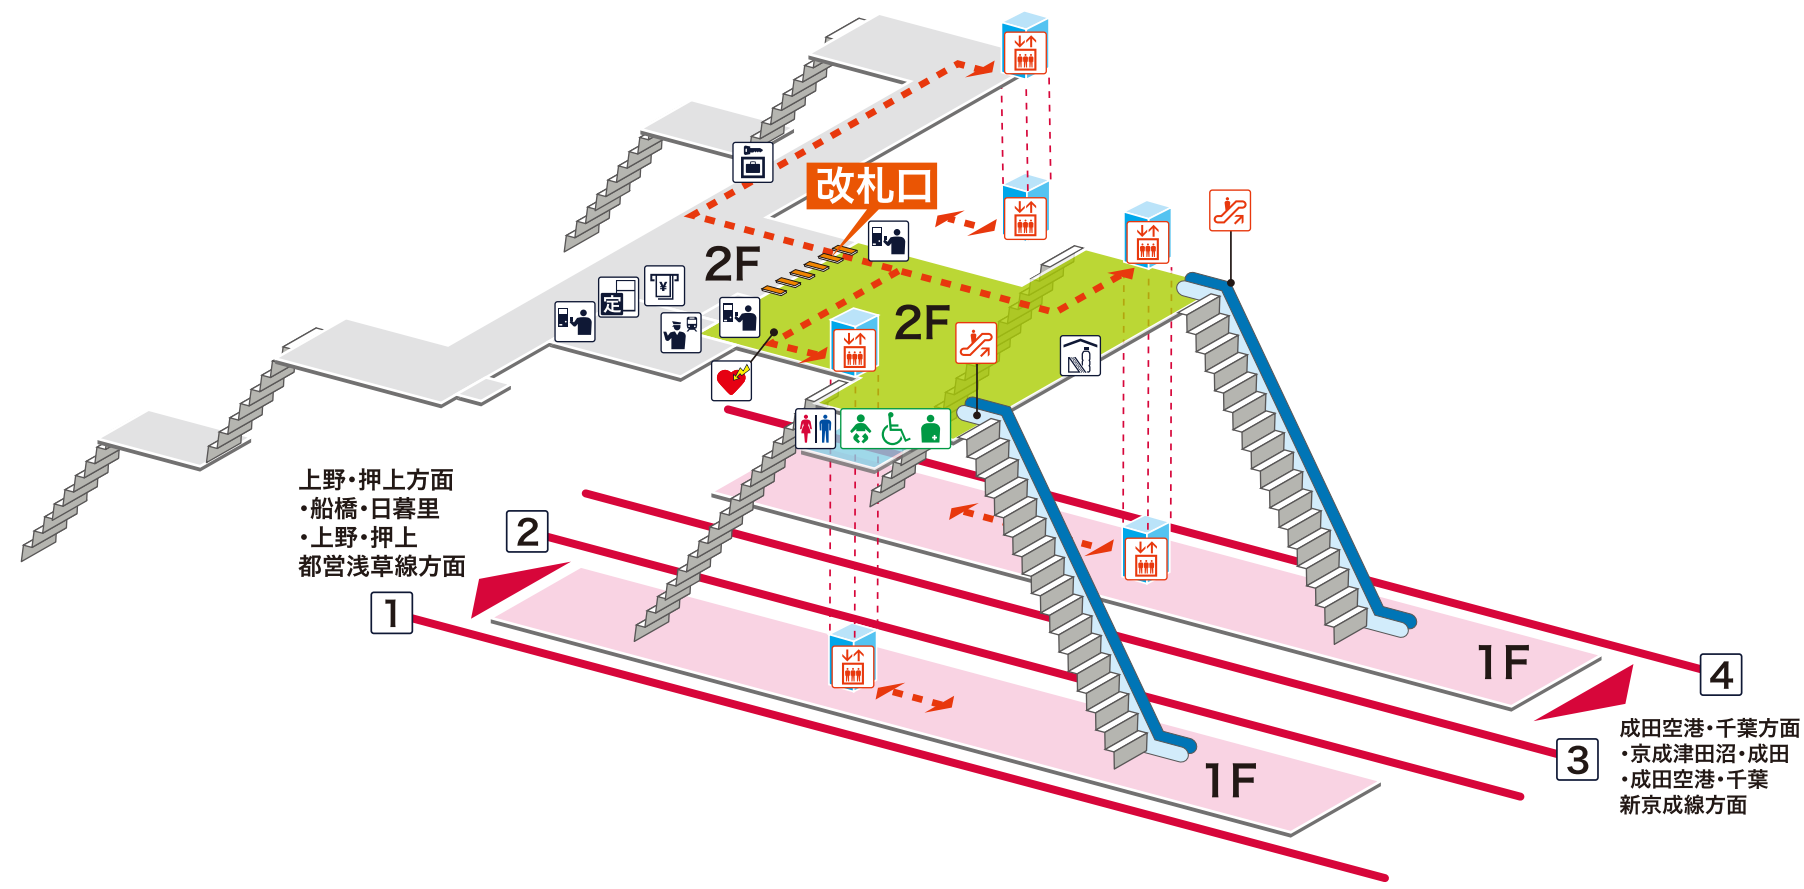 改札口
2F
定
¥
2F
上野・押上方面
・船橋・日暮里
・上野・押上
都営浅草線方面
2
1
1F
4
成田空港・千葉方面
・京成津田沼・成田
・成田空港・千葉
新京成線方面
3
1F